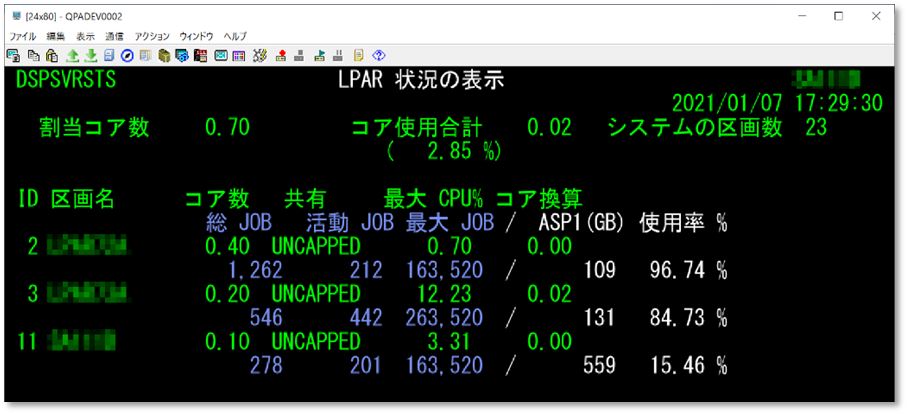 [24x80] - QPADEV0002
ファイル 編集 表示 通信 アクション ウィンドウ ヘルプ
DSPSVRSTS LPAR 状況の表示
2021/01/07 17:29:30
割当コア数 0.70 コア使用合計 0.02 システムの区画数 23
( 2.85 %)
ID 区画名 コア数 共有 最大 CPU% コア換算
総 JOB 活動 JOB 最大 JOB / ASP1(GB) 使用率 %
2 0.40 UNCAPPED 0.70 0.00
1,262 212 163,520 / 109 96.74 %
3 0.20 UNCAPPED 12.23 0.02
546 442 263,520 / 131 84.73 %
11 0.10 UNCAPPED 3.31 0.00
278 201 163,520 / 559 15.46 %